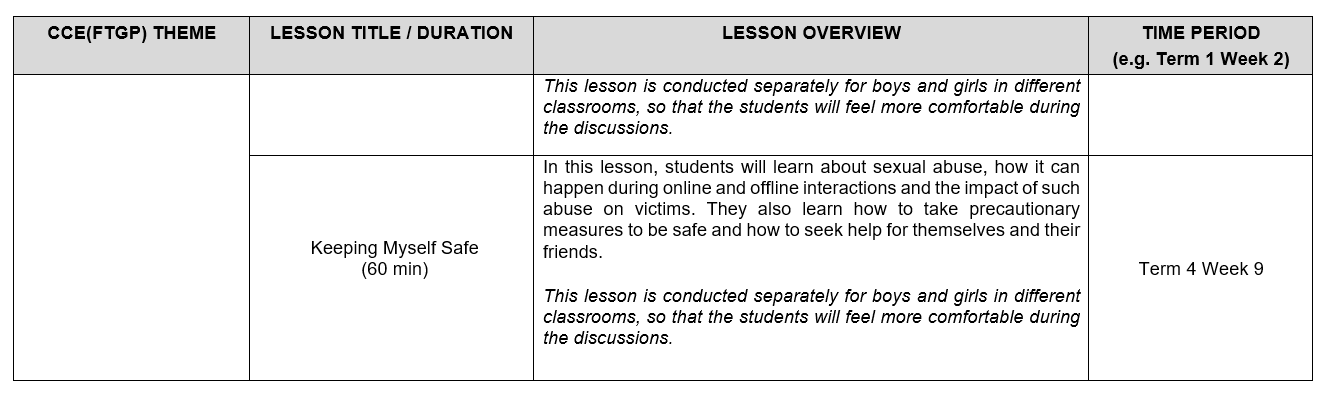 CCE(FTGP) THEME
LESSON TITLE / DURATION
LESSON OVERVIEW
TIME PERIOD
(e.g. Term 1 Week 2)
This lesson is conducted separately for boys and girls in different
classrooms, so that the students will feel more comfortable during
the discussions.
Keeping Myself Safe
(60 min)
In this lesson, students will learn about sexual abuse, how it can
happen during online and offline interactions and the impact of such
abuse on victims. They also learn how to take precautionary
measures to be safe and how to seek help for themselves and their
friends.
This lesson is conducted separately for boys and girls in different
classrooms, so that the students will feel more comfortable during
the discussions.
Term 4 Week 9